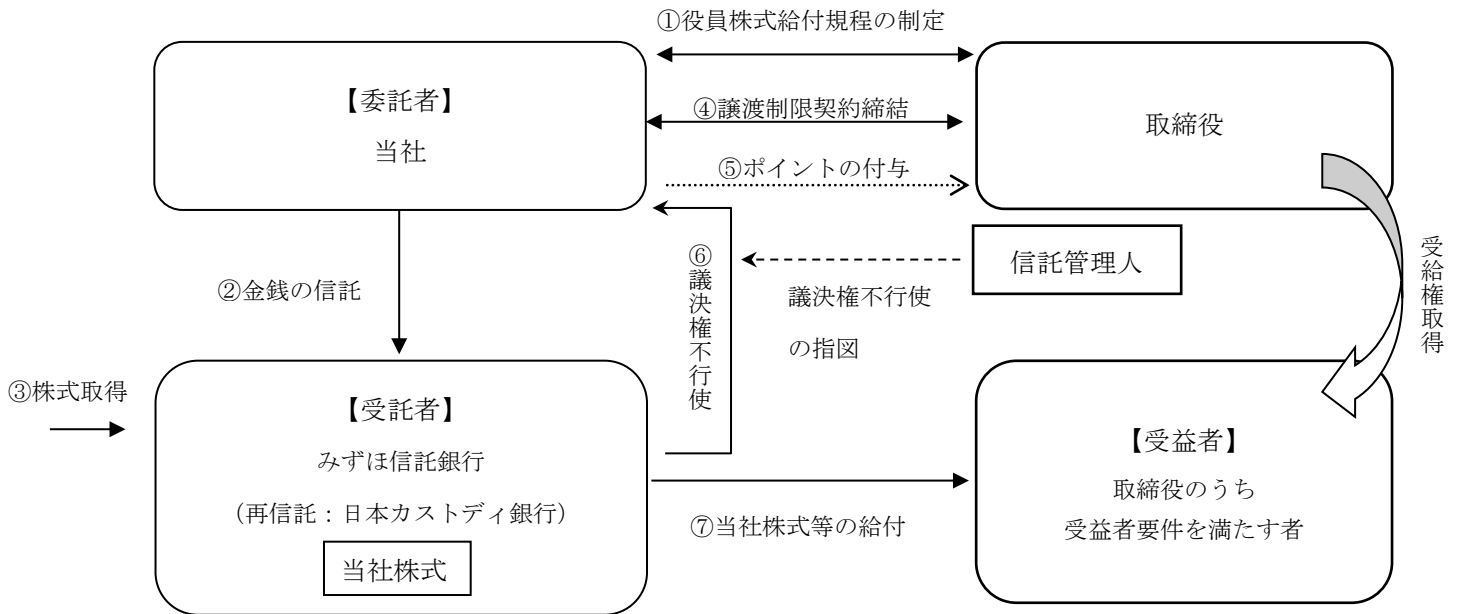 ①役員株式給付規程の制定
【委託者】
当社
④譲渡制限契約締結
取締役
⑤ポイントの付与
②金銭の信託
⑥議決権不行使
信託管理人
議決権不行使
の指図
受給権取得
③株式取得
【受託者】
みずほ信託銀行
（再信託：日本カストディ銀行）
当社株式
⑦当社株式等の給付
【受益者】
取締役のうち
受益者要件を満たす者